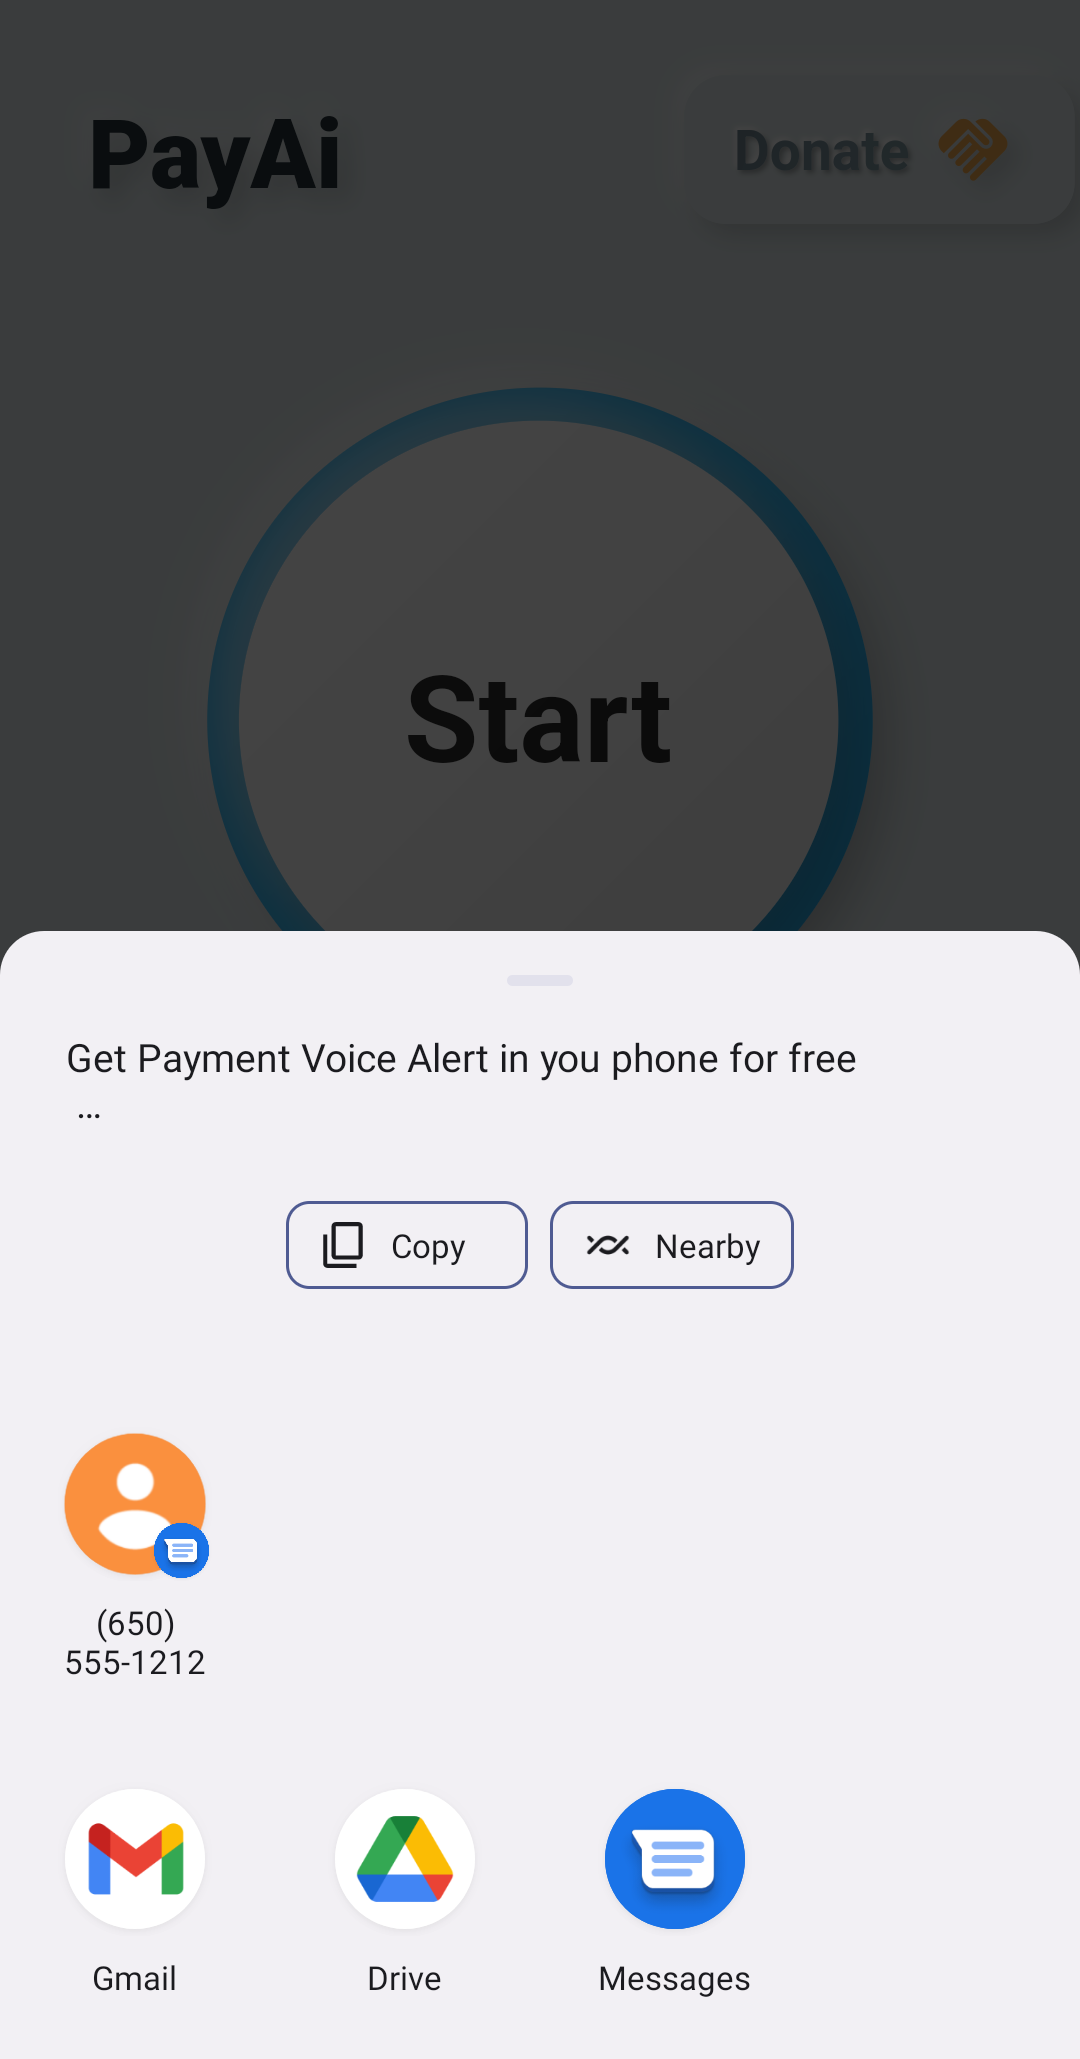 PayAi
Donate
Start
Get Payment Voice Alert in you phone for free
...
Copy
Nearby
(650)
555-1212
Gmail
Drive
Messages